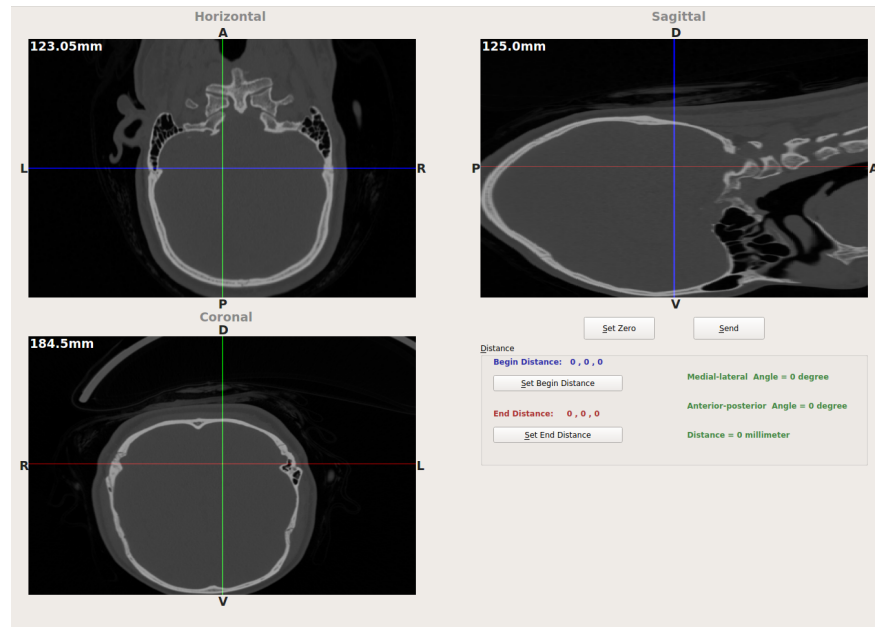 Horizontal
A
123.05mm
L
R
P
Sagittal
D
125.0mm
P
A
V
Coronal
D
184.5mm
R
L
V
Set Zero
Send
Distance
Begin Distance: 0 , 0 , 0
Set Begin Distance
Medial-lateral Angle = 0 degree
Anterior-posterior Angle = 0 degree
End Distance: 0 , 0 , 0
Set End Distance
Distance = 0 millimeter